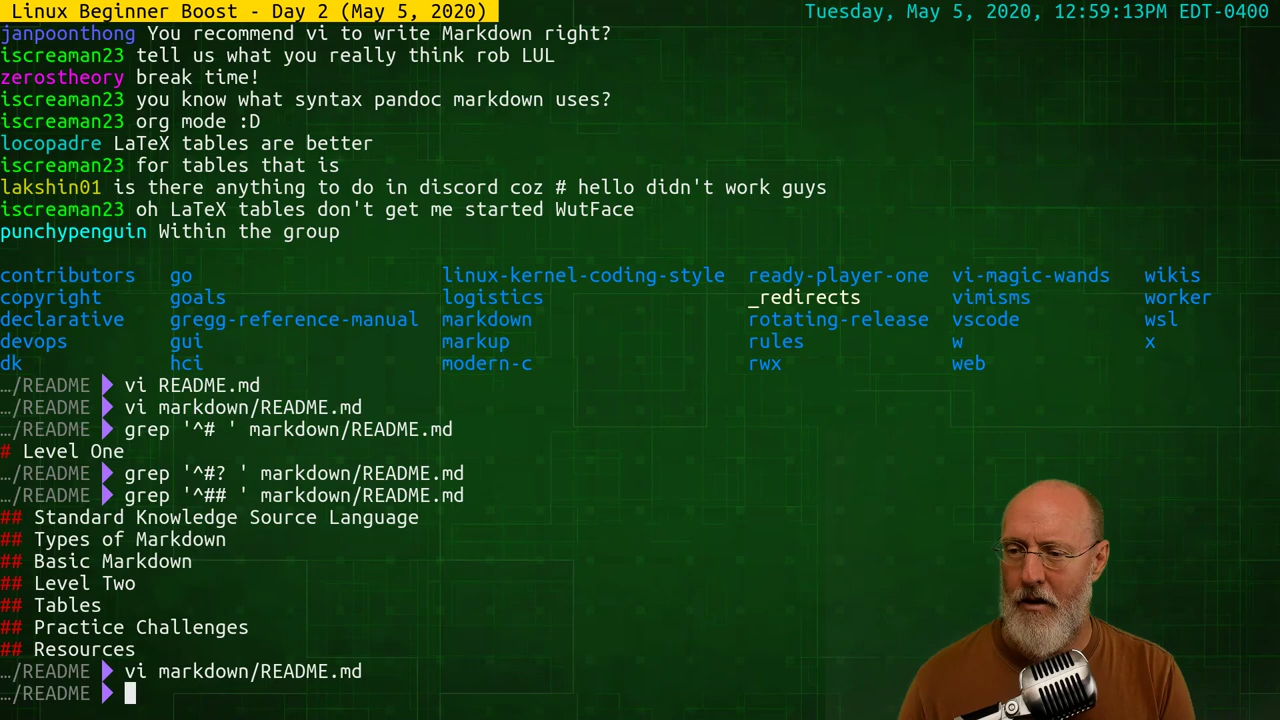 Linux Beginner Boost - Day 2 (May 5, 2020) Tuesday, May 5, 2020, 12:59:13PM EDT-0400
janpoonthong You recommend vi to write Markdown right?
iscreaman23 tell us what you really think rob LUL
zerostheory break time!
iscreaman23 you know what syntax pandoc markdown uses?
iscreaman23 org mode :D
locopadre LaTeX tables are better
iscreaman23 for tables that is
lakshin01 is there anything to do in discord coz # hello didn't work guys
iscreaman23 oh LaTeX tables don't get me started WutFace
punchypenguin Within the group
contributors go linux-kernel-coding-style ready-player-one vi-magic-wands wikis
copyright goals logistics _redirects vimisms worker
declarative gregg-reference-manual markdown rotating-release vscode wsl
devops gui markup rules w x
dk hci modern-c rwx web
…/README vi README.md
…/README vi markdown/README.md
…/README grep '^# ' markdown/README.md
# Level One
…/README grep '^#? ' markdown/README.md
…/README grep '^## ' markdown/README.md
## Standard Knowledge Source Language
## Types of Markdown
## Basic Markdown
## Level Two
## Tables
## Practice Challenges
## Resources
…/README vi markdown/README.md
…/README